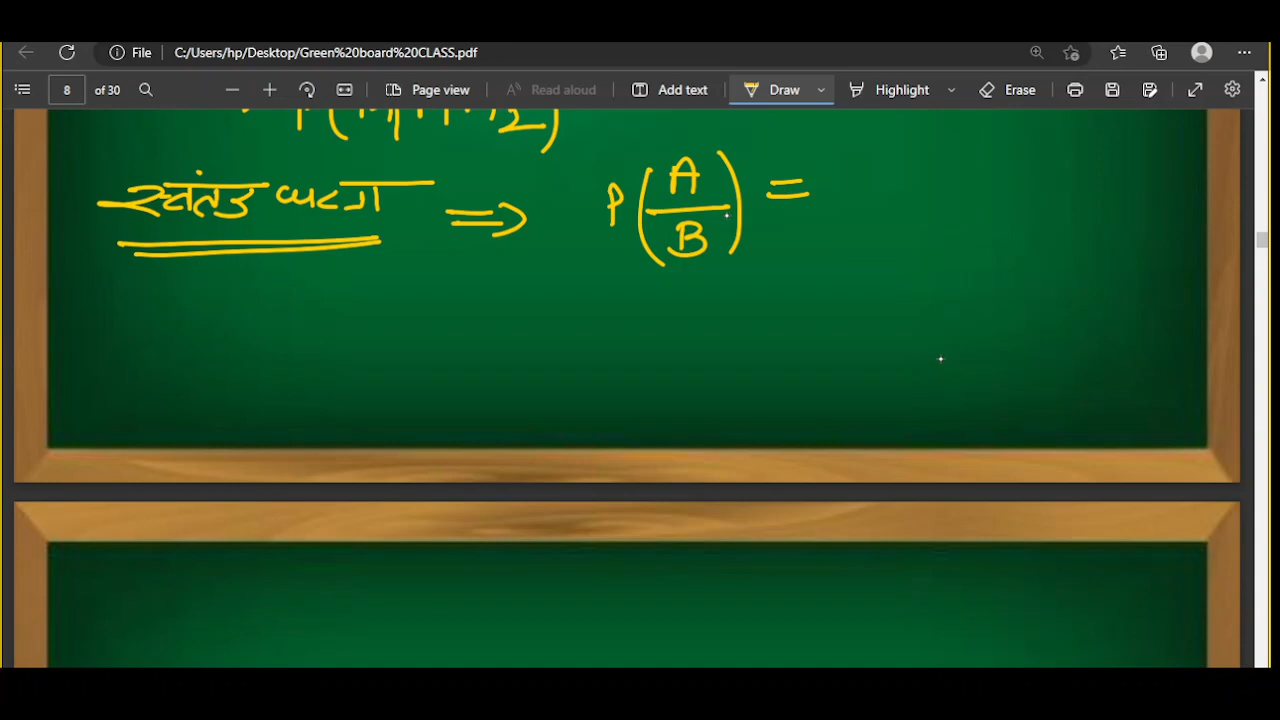 File C:/Users/hp/Desktop/Green%20board%20CLASS.pdf
8 of 30 Page view Read aloud Add text Draw Highlight Erase
स्वतंत्र घटना ⇒ P(A/B) =